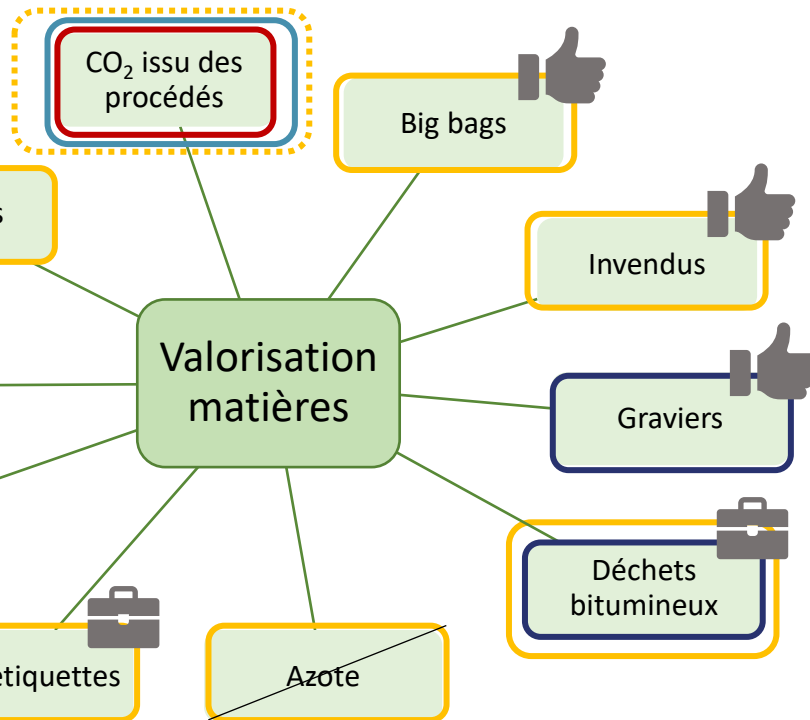 CO₂ issu des
procédés
Big bags
s
Invendus
Valorisation
matières
Graviers
Déchets
bitumineux
etiquettes
Azote